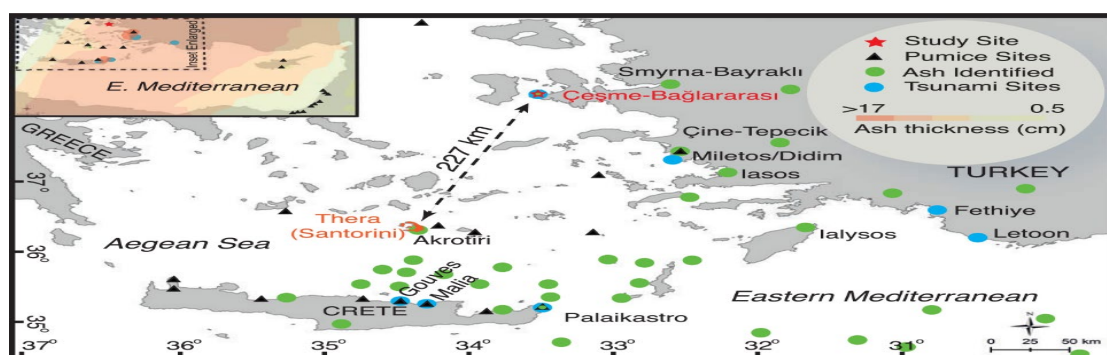 Inset Enlarged
E. Mediterranean
Study Site
Pumice Sites
Ash Identified
Tsunami Sites
>17 0.5
Ash thickness (cm)
Smyrna-Bayraklı
Çeşme-Bağlararası
GREECE
227 km
Çine-Tepecik
Miletos/Didim
Iasos
TURKEY
37°
Thera
(Santorini)
Akrotiri
Aegean Sea
Fethiye
Ialysos
Letoon
36°
Gouves
Malia
CRETE
Palaikastro
Eastern Mediterranean
35°
N
0 25 50 km
37° 36° 35° 34° 33° 32° 31°